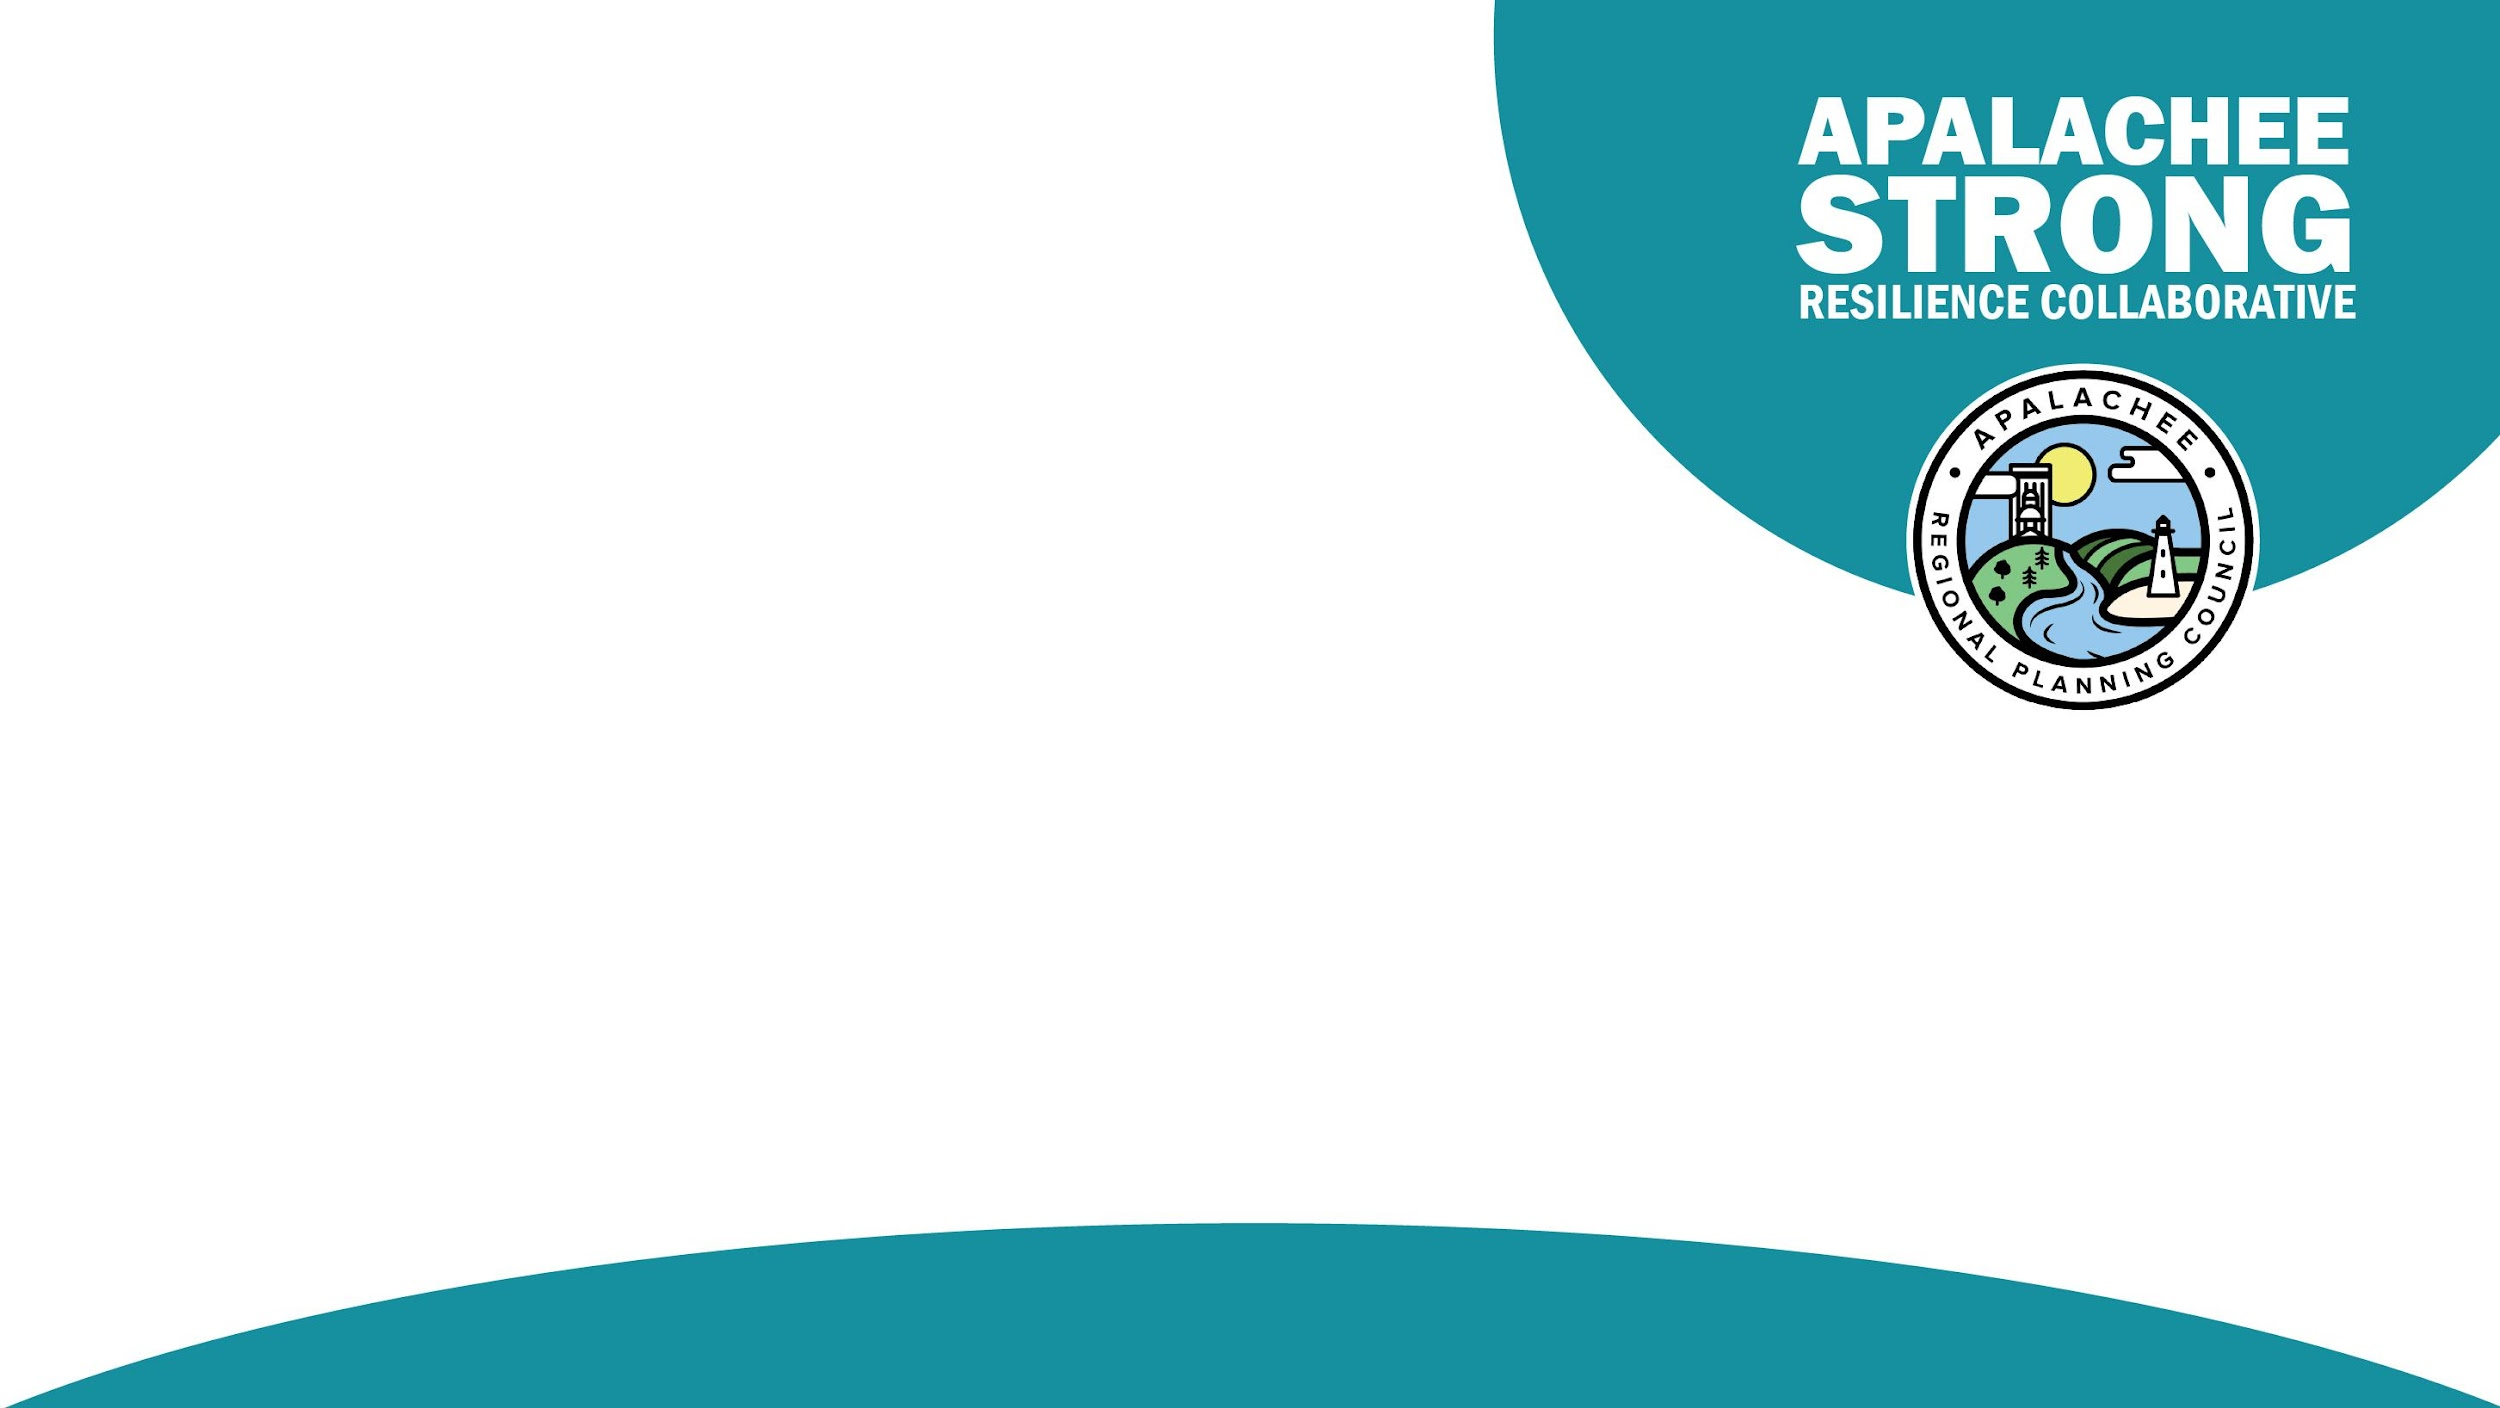 APALACHEE
STRONG
RESILIENCE COLLABORATIVE
APALACHEE
REGIONAL PLANNING COUNCIL